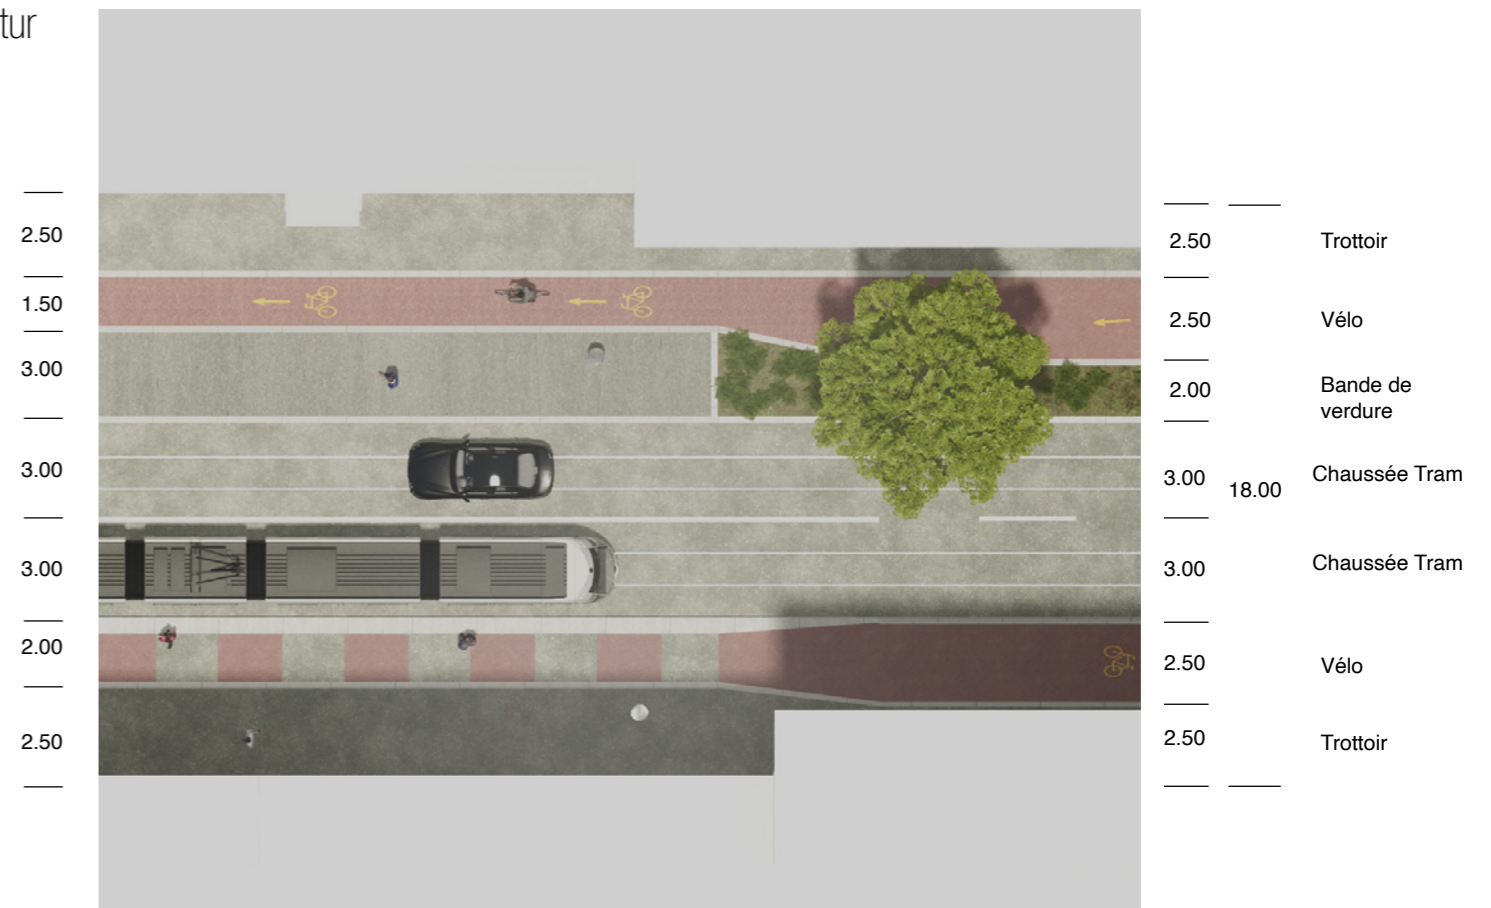 tur
2.50
1.50
3.00
3.00
3.00
2.00
2.50
2.50 Trottoir
2.50 Vélo
2.00 Bande de
verdure
3.00 Chaussée Tram
18.00
3.00 Chaussée Tram
2.50 Vélo
2.50 Trottoir